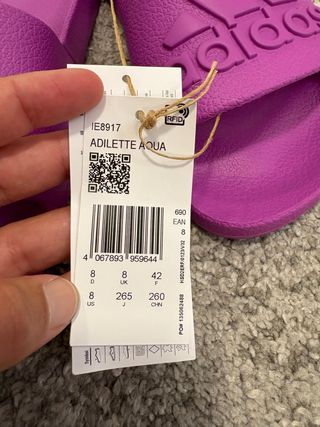 adidas
RFID
IE8917
ADILETTE AQUA
690
EAN
8
4 067893 959644
8 8 42
D UK F
8 265 260
US J CHN